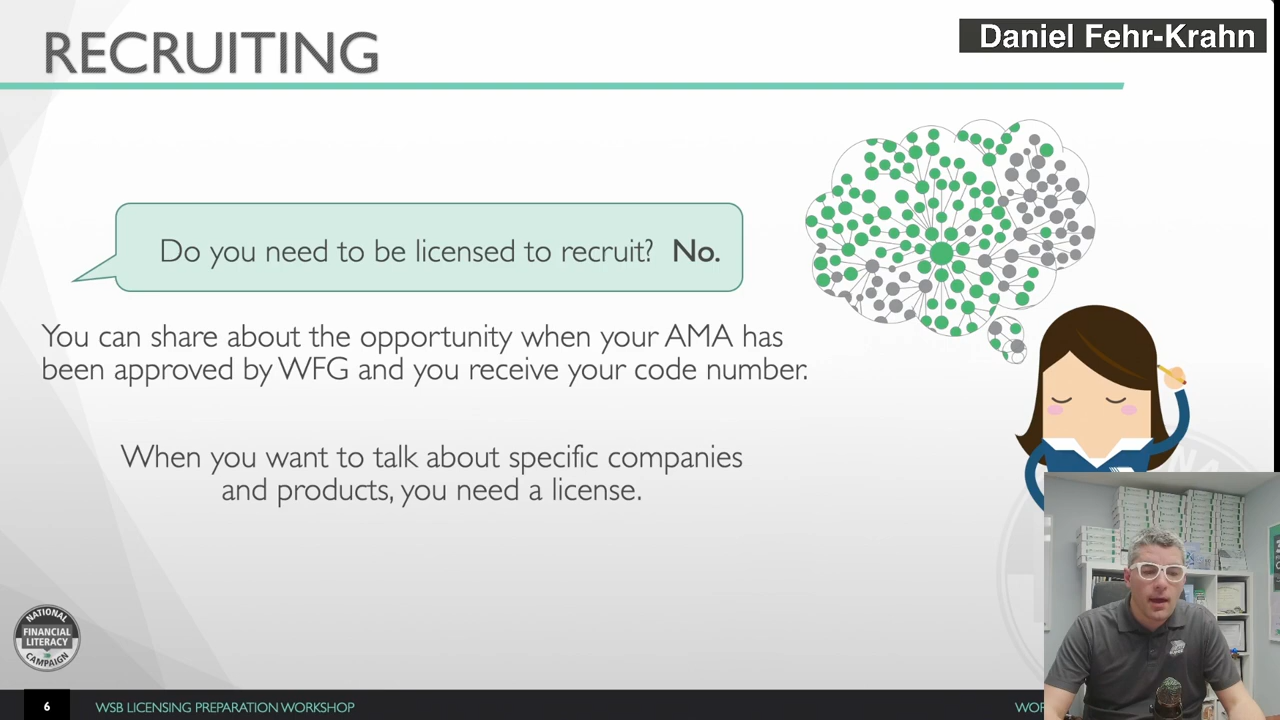 RECRUITING
Daniel Fehr-Krahn
Do you need to be licensed to recruit? No.
You can share about the opportunity when your AMA has
been approved by WFG and you receive your code number.
When you want to talk about specific companies
and products, you need a license.
NATIONAL
FINANCIAL
LITERACY
CAMPAIGN
6
WSB LICENSING PREPARATION WORKSHOP